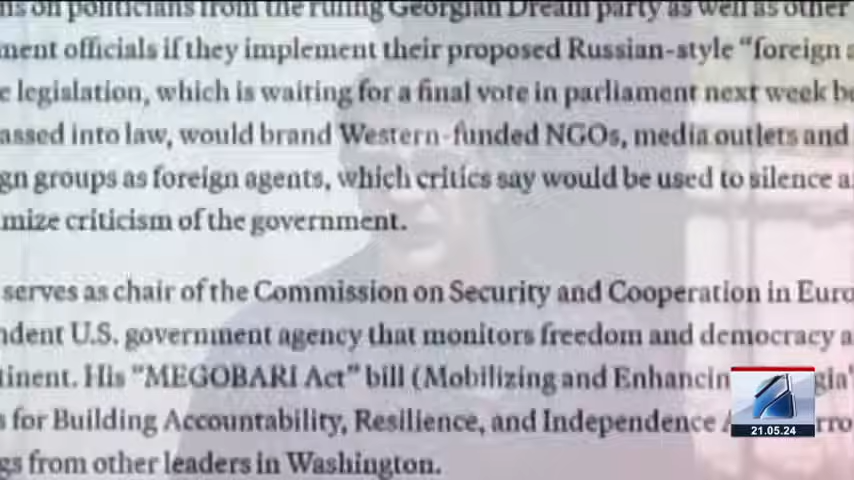 ns on politicians from the ruling Georgian Dream party as well as other
ment officials if they implement their proposed Russian-style “foreign a
e legislation, which is waiting for a final vote in parliament next week be
assed into law, would brand Western-funded NGOs, media outlets and
gn groups as foreign agents, which critics say would be used to silence a
mize criticism of the government.
serves as chair of the Commission on Security and Cooperation in Euro
ndent U.S. government agency that monitors freedom and democracy a
tinent. His “MEGOBARI Act” bill (Mobilizing and Enhancin gia'
s for Building Accountability, Resilience, and Independence A rro
gs from other leaders in Washington.
21.05.24